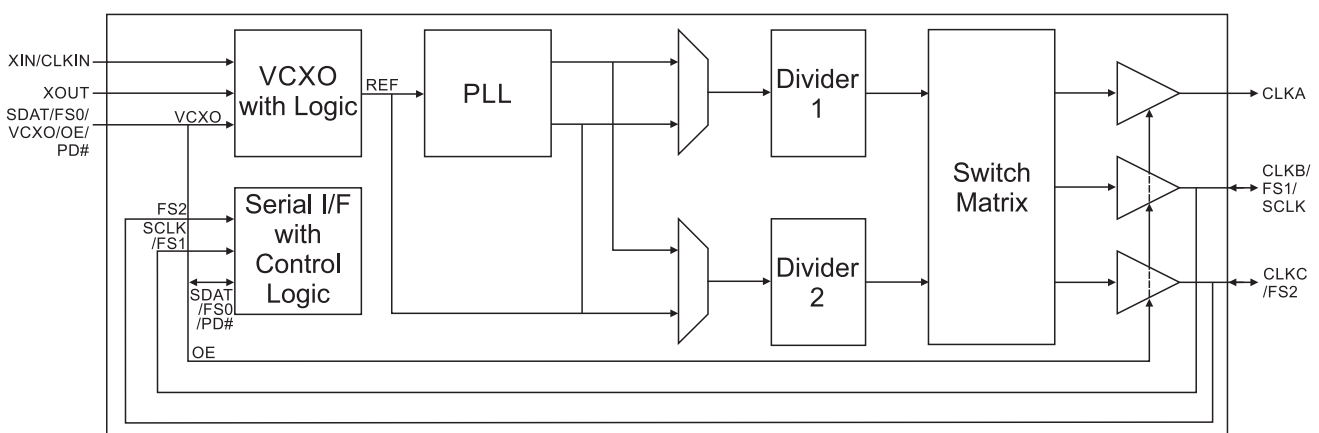 XIN/CLKIN
XOUT
SDAT/FS0/
VCXO/OE/
PD#
VCXO
VCXO
with Logic
REF
PLL
Divider
1
Switch
Matrix
CLKA
CLKB/
FS1/
SCLK
CLKC
/FS2
FS2
SCLK
/FS1
SDAT
/FS0
/PD#
Serial I/F
with
Control
Logic
Divider
2
OE